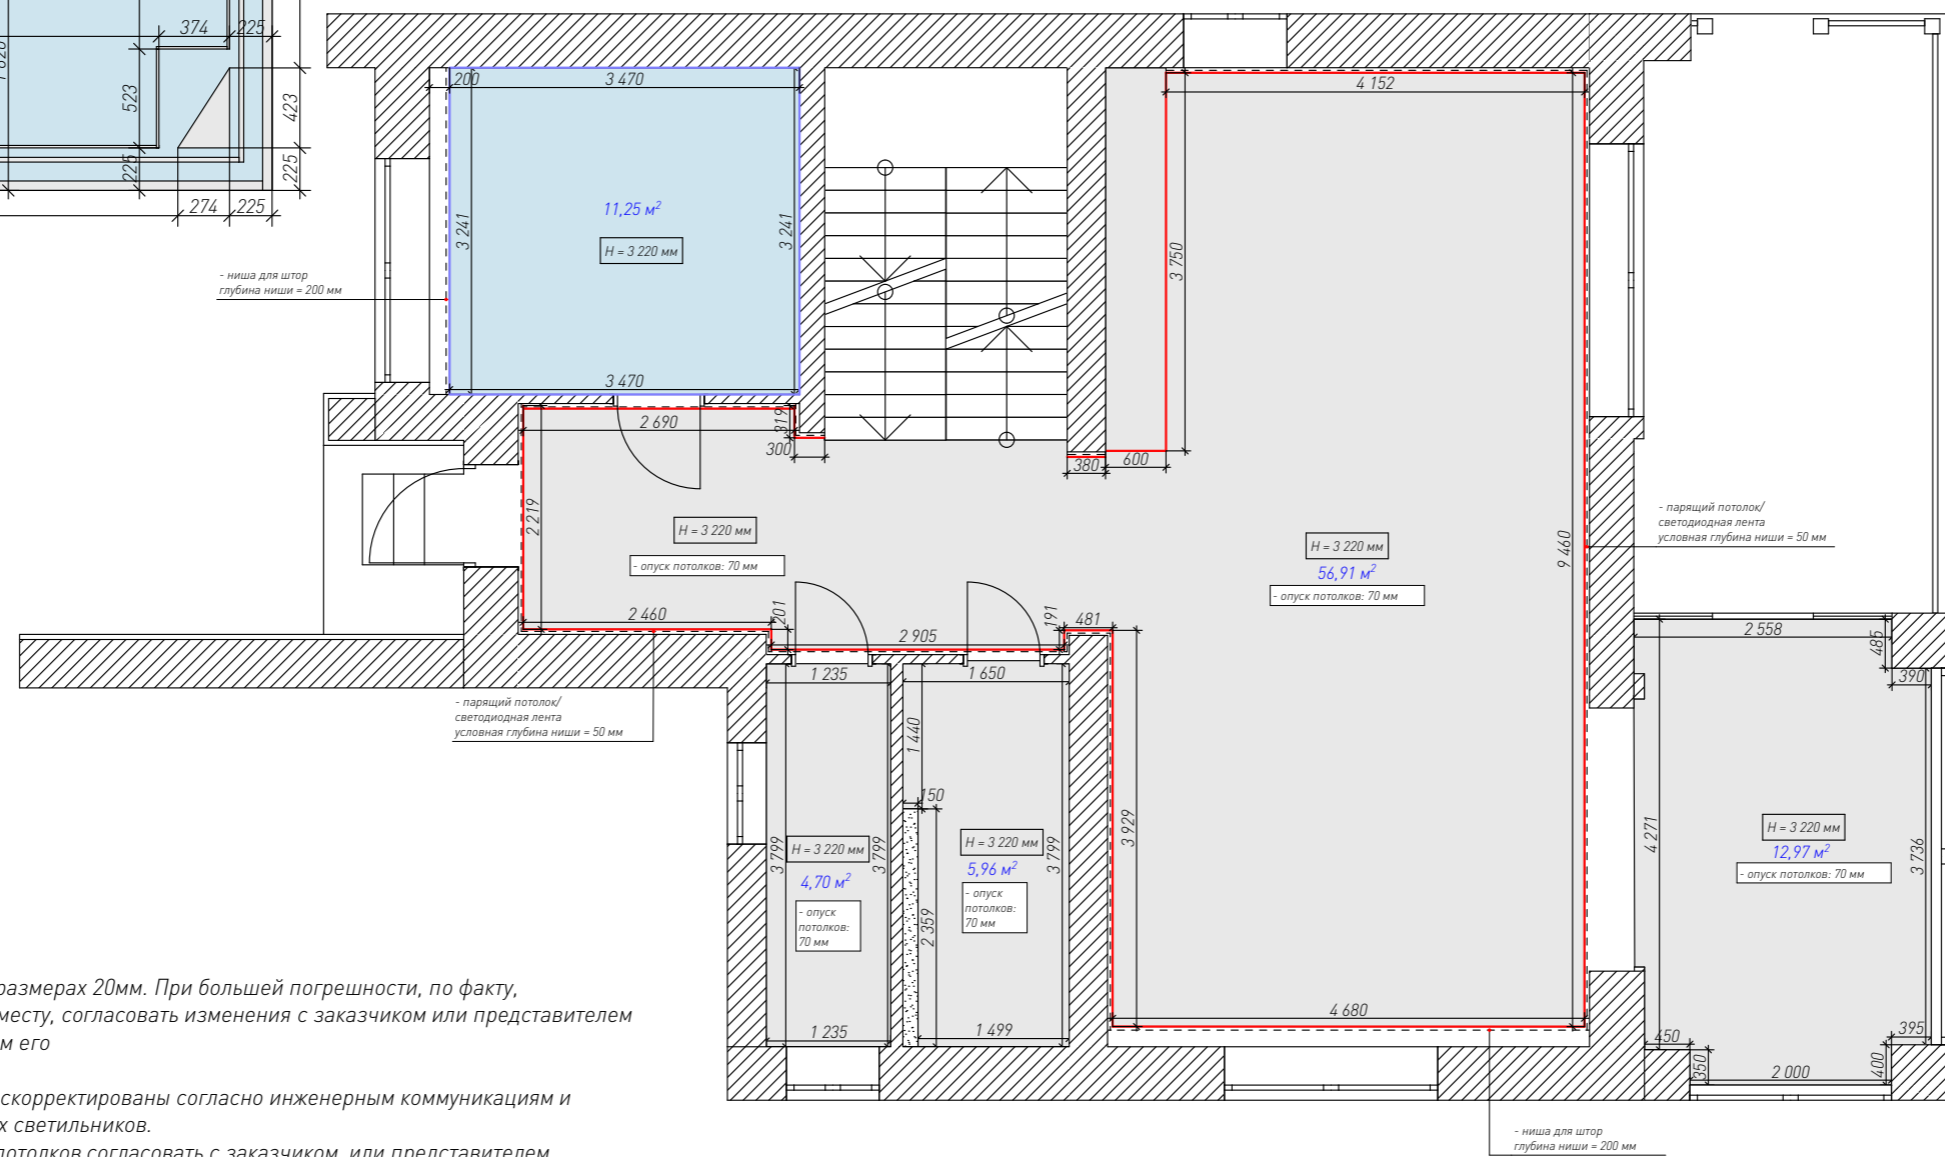 374
225
523
423
225
225
274
225
200
3 470
4 152
11,25 м²
3 241
3 241
H = 3 220 мм
3 750
- ниша для штор
глубина ниши = 200 мм
3 470
2 690
319
300
380
600
2 219
H = 3 220 мм
- опуск потолков: 70 мм
H = 3 220 мм
56,91 м²
- опуск потолков: 70 мм
9 460
- парящий потолок/
светодиодная лента
условная глубина ниши = 50 мм
2 460
201
2 905
191
481
2 558
485
390
1 235
1 650
- парящий потолок/
светодиодная лента
условная глубина ниши = 50 мм
1 440
150
3 929
4 271
3 736
H = 3 220 мм
12,97 м²
- опуск потолков: 70 мм
3 799
H = 3 220 мм
3 799
4,70 м²
- опуск
потолков:
70 мм
H = 3 220 мм
3 799
5,96 м²
- опуск
потолков:
70 мм
2 359
1 235
1 499
4 680
450
350
2 000
400
395
размерах 20мм. При большей погрешности, по факту,
месту, согласовать изменения с заказчиком или представителем
м его
скорректированы согласно инженерным коммуникациям и
х светильников.
потолков согласовать с заказчиком, или представителем
- ниша для штор
глубина ниши = 200 мм